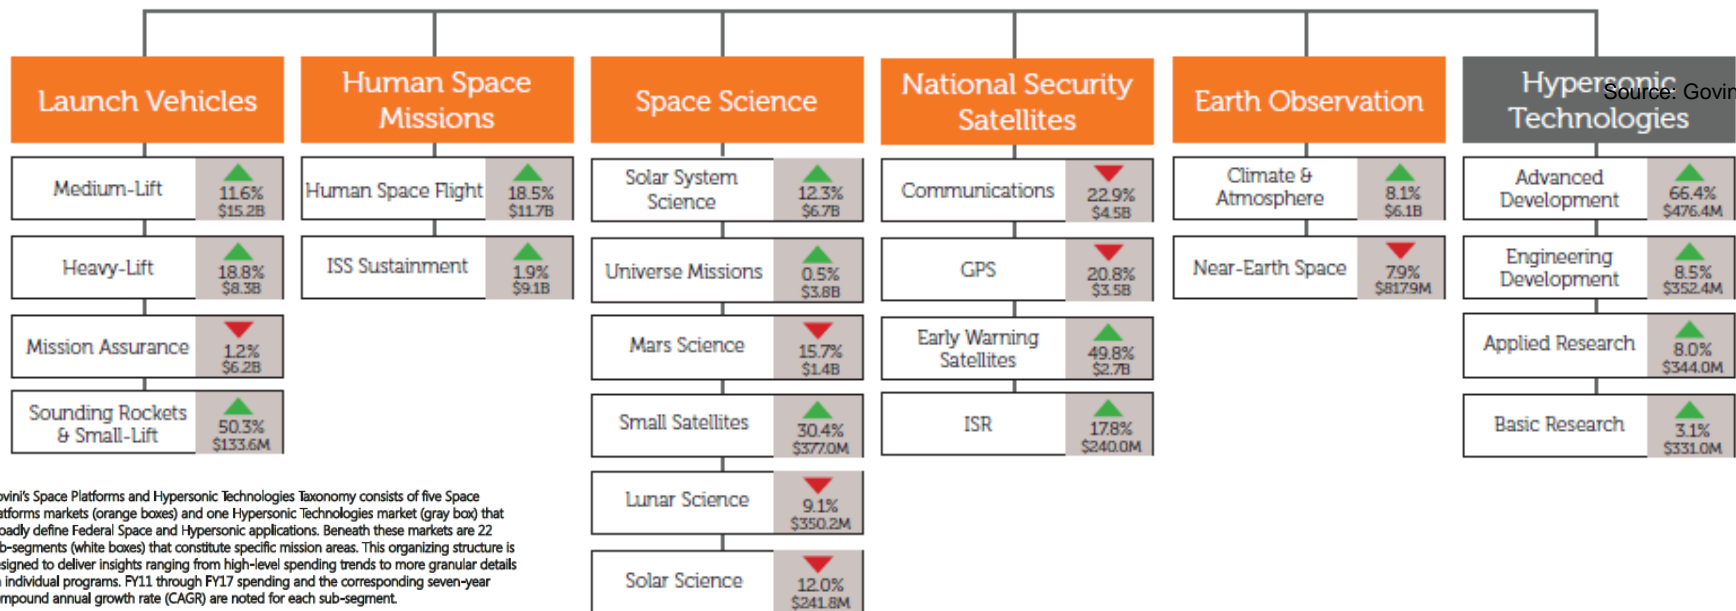 Launch Vehicles
Medium-Lift
11.6%
$15.2B
Heavy-Lift
18.8%
$8.3B
Mission Assurance
1.2%
$6.2B
Sounding Rockets
& Small-Lift
50.3%
$133.6M
Human Space
Missions
Human Space Flight
18.5%
$11.7B
ISS Sustainment
1.9%
$9.1B
Space Science
Solar System
Science
12.3%
$6.7B
Universe Missions
0.5%
$3.8B
Mars Science
15.7%
$1.4B
Small Satellites
30.4%
$377.0M
Lunar Science
9.1%
$350.2M
Solar Science
12.0%
$241.8M
National Security
Satellites
Communications
22.9%
$4.5B
GPS
20.8%
$3.5B
Early Warning
Satellites
49.8%
$2.7B
ISR
17.8%
$240.0M
Earth Observation
Climate &
Atmosphere
8.1%
$6.1B
Near-Earth Space
7.9%
$817.9M
Hypersonic
Technologies
Source: Govin
Advanced
Development
66.4%
$476.4M
Engineering
Development
8.5%
$352.4M
Applied Research
8.0%
$344.0M
Basic Research
3.1%
$331.0M
ovini's Space Platforms and Hypersonic Technologies Taxonomy consists of five Space
atforms markets (orange boxes) and one Hypersonic Technologies market (gray box) that
oadly define Federal Space and Hypersonic applications. Beneath these markets are 22
b-segments (white boxes) that constitute specific mission areas. This organizing structure is
signed to deliver insights ranging from high-level spending trends to more granular details
individual programs. FY11 through FY17 spending and the corresponding seven-year
mpound annual growth rate (CAGR) are noted for each sub-segment.